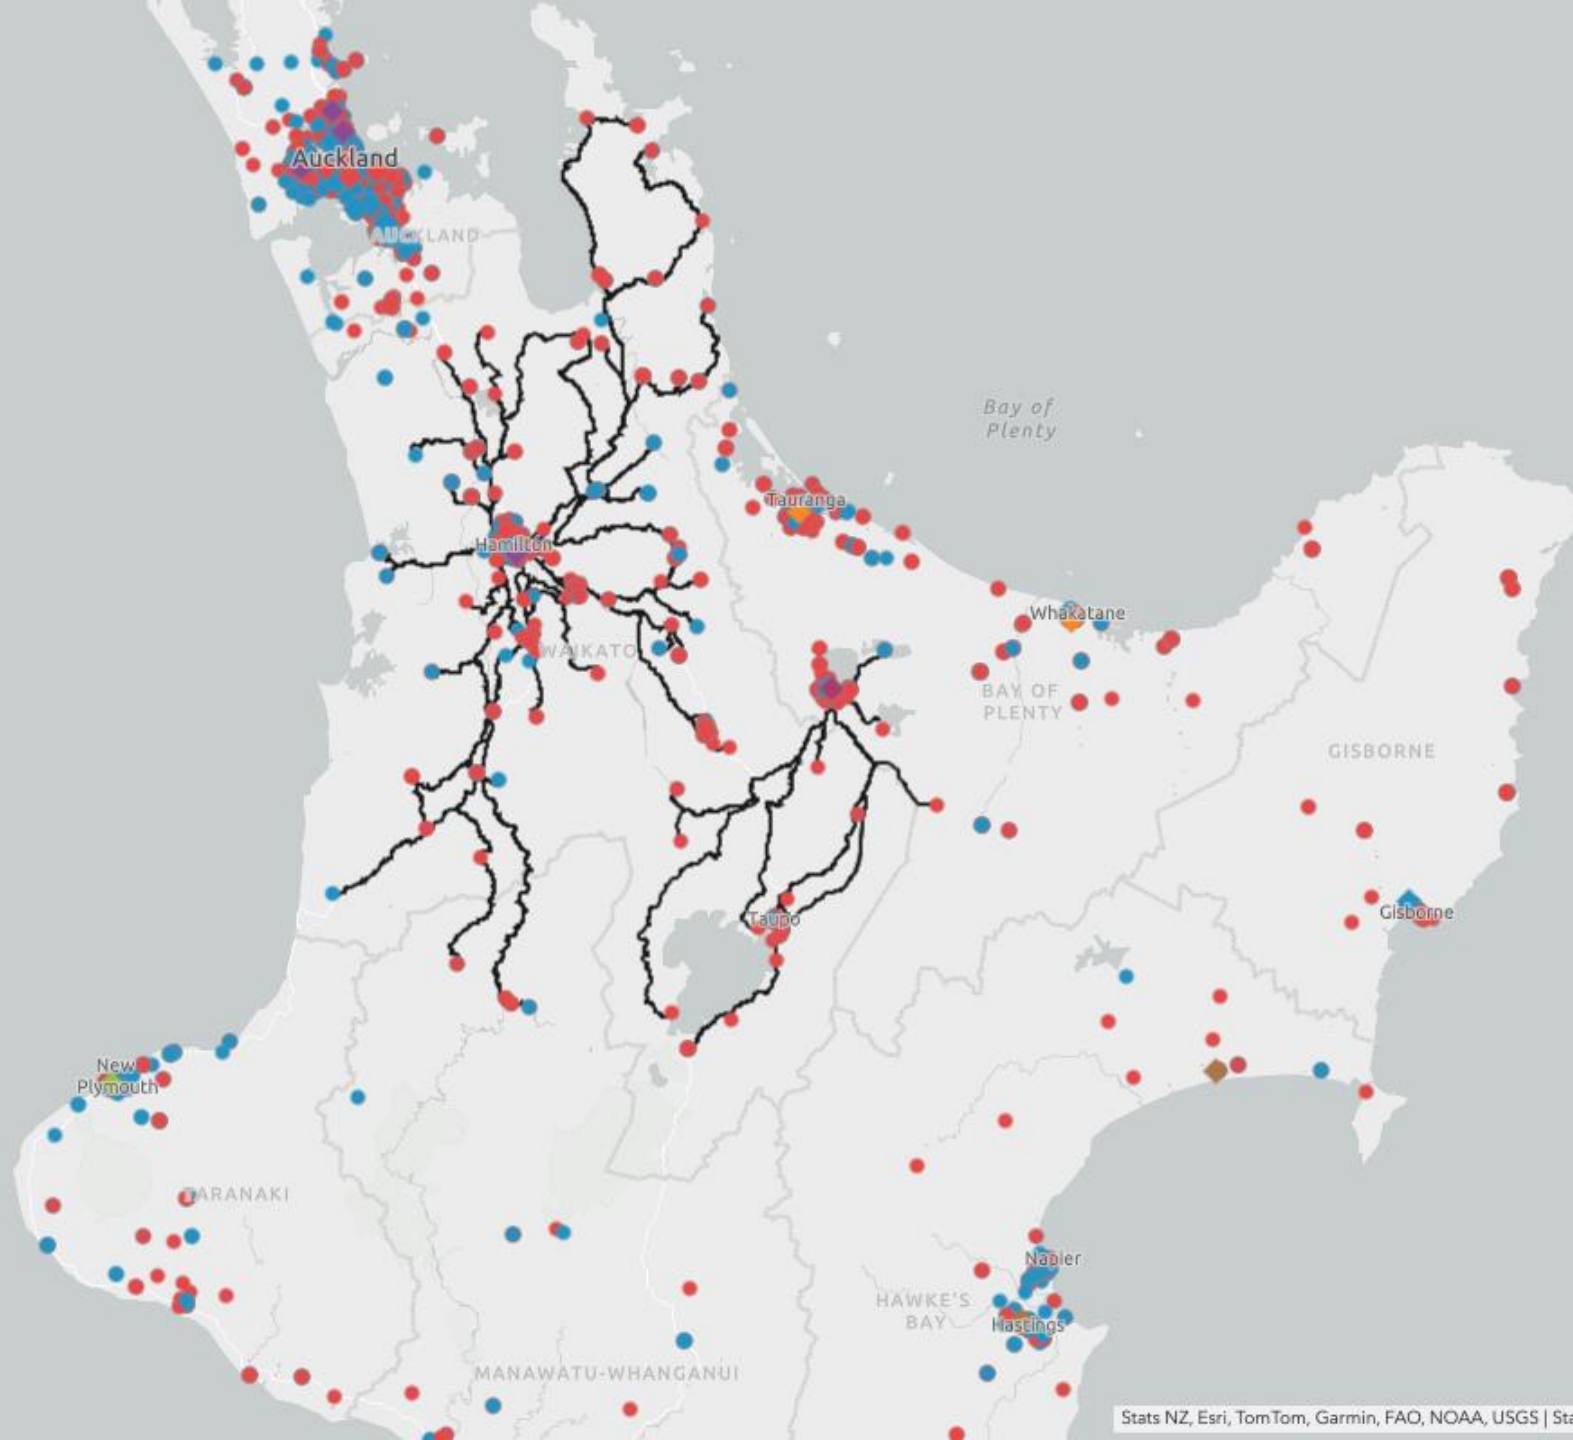 Auckland
AUCKLAND
Bay of
Plenty
Tauranga
Hamilton
Whakatane
WAIKATO
BAY OF
PLENTY
GISBORNE
Taupo
Gisborne
New
Plymouth
TARANAKI
Napier
HAWKE'S
BAY
Hastings
MANAWATU-WHANGANUI
Stats NZ, Esri, TomTom, Garmin, FAO, NOAA, USGS | Sta